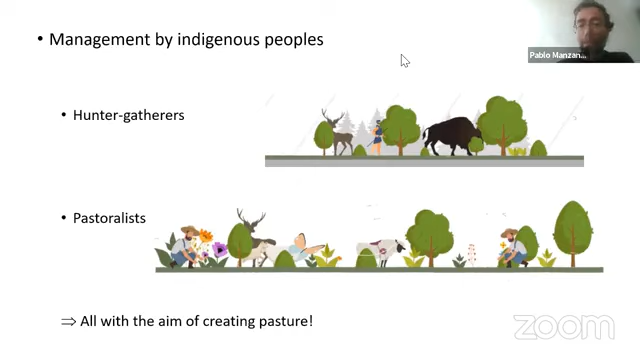 • Management by indigenous peoples
Pablo Manzan...
• Hunter-gatherers
• Pastoralists
⇒ All with the aim of creating pasture!
zoom